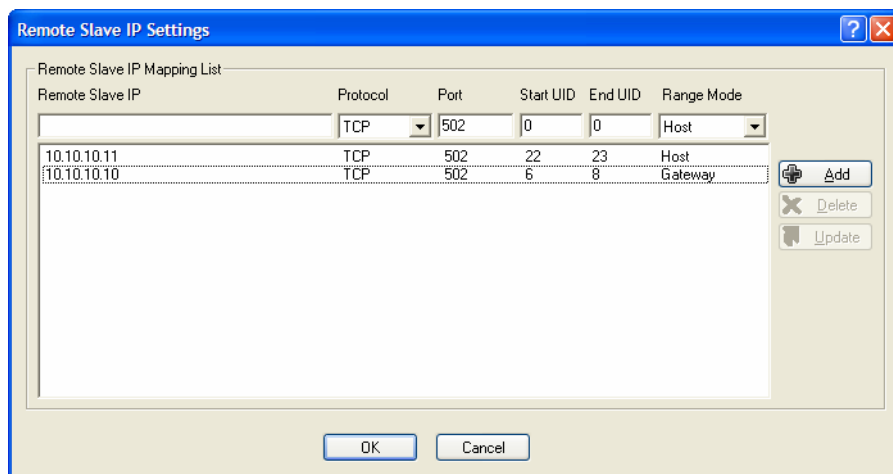 Remote Slave IP Settings
Remote Slave IP Mapping List
Remote Slave IP Protocol Port Start UID End UID Range Mode
TCP 502 0 0 Host
10.10.10.11 TCP 502 22 23 Host
10.10.10.10 TCP 502 6 8 Gateway
Add
Delete
Update
OK Cancel